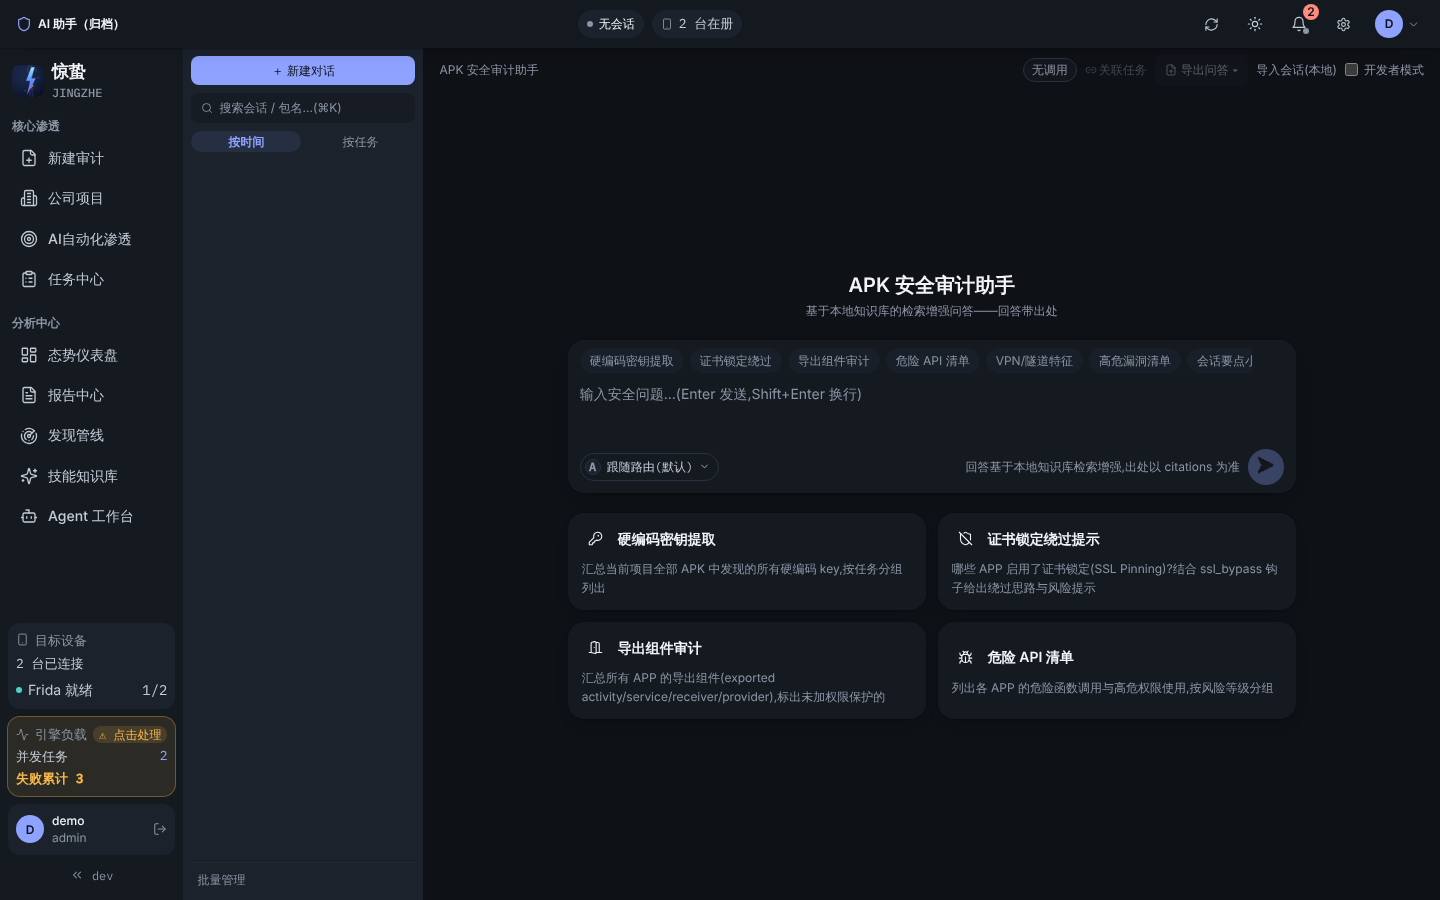 AI 助手（归档）
无会话
2 台在册
2
D
惊蛰
JINGZHE
核心渗透
新建审计
公司项目
AI自动化渗透
任务中心
分析中心
态势仪表盘
报告中心
发现管线
技能知识库
Agent 工作台
目标设备
2 台已连接
Frida 就绪 1/2
引擎负载 ⚠ 点击处理
并发任务 2
失败累计 3
D
demo
admin
dev
+ 新建对话
搜索会话 / 包名...(⌘K)
按时间 按任务
批量管理
APK 安全审计助手
无调用 关联任务 导出问答 导入会话(本地) 开发者模式
APK 安全审计助手
基于本地知识库的检索增强问答——回答带出处
硬编码密钥提取 证书锁定绕过 导出组件审计 危险 API 清单 VPN/隧道特征 高危漏洞清单 会话要点
输入安全问题...(Enter 发送,Shift+Enter 换行)
A 跟随路由(默认)
回答基于本地知识库检索增强,出处以 citations 为准
硬编码密钥提取
汇总当前项目全部 APK 中发现的所有硬编码 key,按任务分组
列出
证书锁定绕过提示
哪些 APP 启用了证书锁定(SSL Pinning)?结合 ssl_bypass 钩
子给出绕过思路与风险提示
导出组件审计
汇总所有 APP 的导出组件(exported
activity/service/receiver/provider),标出未加权限保护的
危险 API 清单
列出各 APP 的危险函数调用与高危权限使用,按风险等级分组